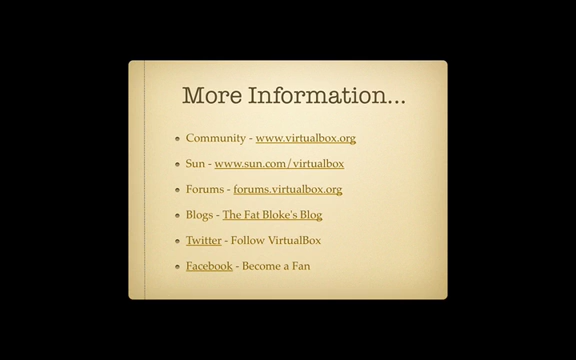 More Information...
Community - www.virtualbox.org
Sun - www.sun.com/virtualbox
Forums - forums.virtualbox.org
Blogs - The Fat Bloke's Blog
Twitter - Follow VirtualBox
Facebook - Become a Fan